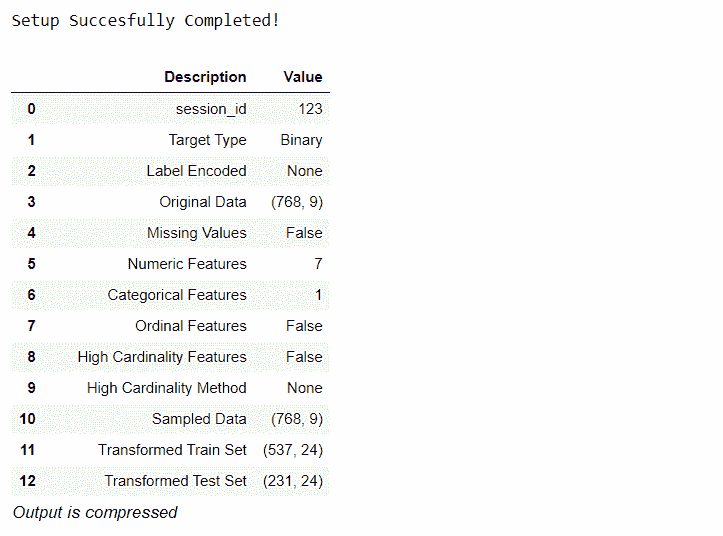 Setup Succesfully Completed!
Description Value
0 session_id 123
1 Target Type Binary
2 Label Encoded None
3 Original Data (768, 9)
4 Missing Values False
5 Numeric Features 7
6 Categorical Features 1
7 Ordinal Features False
8 High Cardinality Features False
9 High Cardinality Method None
10 Sampled Data (768, 9)
11 Transformed Train Set (537, 24)
12 Transformed Test Set (231, 24)
Output is compressed